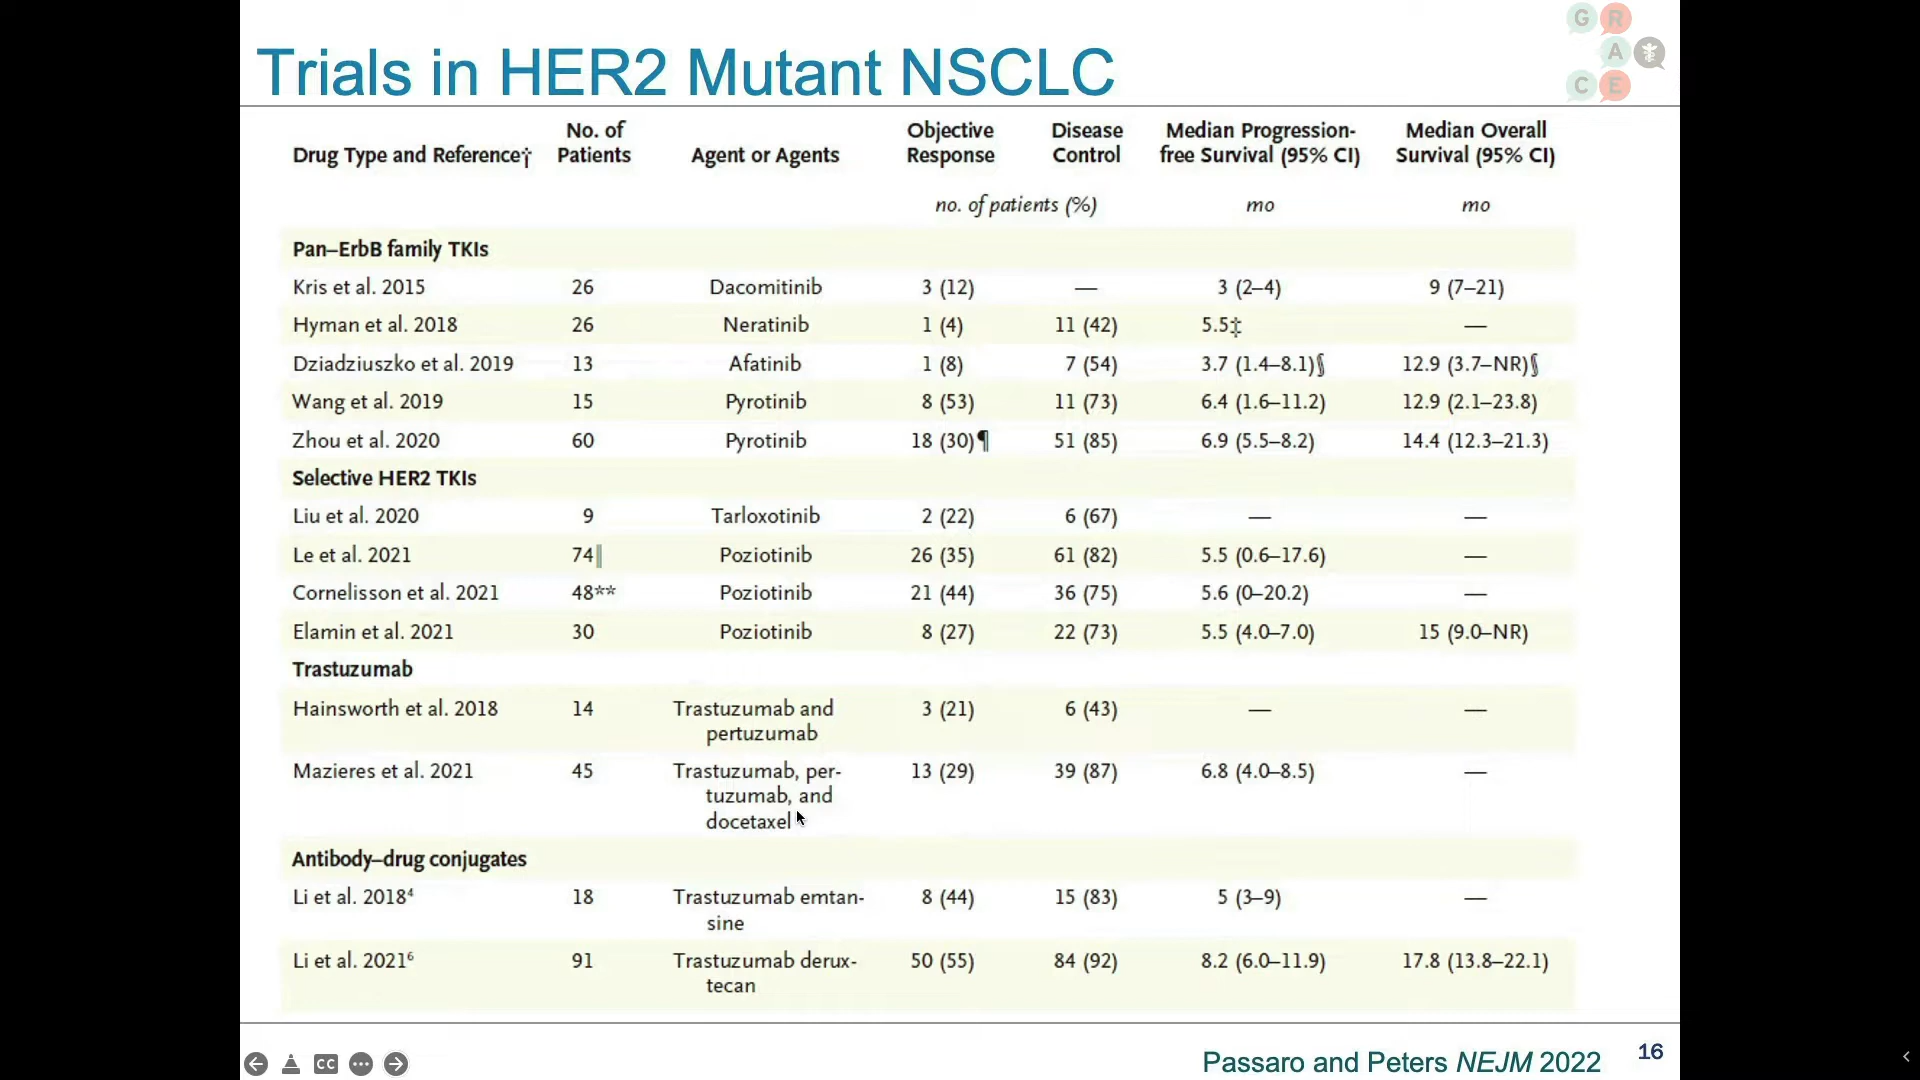 G R
A
C E
Trials in HER2 Mutant NSCLC
Drug Type and Reference† No. of Patients Agent or Agents Objective Response Disease Control Median Progression-free Survival (95% CI) Median Overall Survival (95% CI)
no. of patients (%) mo mo
Pan–ErbB family TKIs
Kris et al. 2015 26 Dacomitinib 3 (12) — 3 (2–4) 9 (7–21)
Hyman et al. 2018 26 Neratinib 1 (4) 11 (42) 5.5‡ —
Dziadziuszko et al. 2019 13 Afatinib 1 (8) 7 (54) 3.7 (1.4–8.1)§ 12.9 (3.7–NR)§
Wang et al. 2019 15 Pyrotinib 8 (53) 11 (73) 6.4 (1.6–11.2) 12.9 (2.1–23.8)
Zhou et al. 2020 60 Pyrotinib 18 (30)¶ 51 (85) 6.9 (5.5–8.2) 14.4 (12.3–21.3)
Selective HER2 TKIs
Liu et al. 2020 9 Tarloxotinib 2 (22) 6 (67) — —
Le et al. 2021 74‖ Poziotinib 26 (35) 61 (82) 5.5 (0.6–17.6) —
Cornelisson et al. 2021 48** Poziotinib 21 (44) 36 (75) 5.6 (0–20.2) —
Elamin et al. 2021 30 Poziotinib 8 (27) 22 (73) 5.5 (4.0–7.0) 15 (9.0–NR)
Trastuzumab
Hainsworth et al. 2018 14 Trastuzumab and 3 (21) 6 (43) — —
pertuzumab
Mazieres et al. 2021 45 Trastuzumab, per- 13 (29) 39 (87) 6.8 (4.0–8.5) —
tuzumab, and
docetaxel
Antibody–drug conjugates
Li et al. 2018⁴ 18 Trastuzumab emtan- 8 (44) 15 (83) 5 (3–9) —
sine
Li et al. 2021⁶ 91 Trastuzumab derux- 50 (55) 84 (92) 8.2 (6.0–11.9) 17.8 (13.8–22.1)
tecan
CC
Passaro and Peters NEJM 2022 16